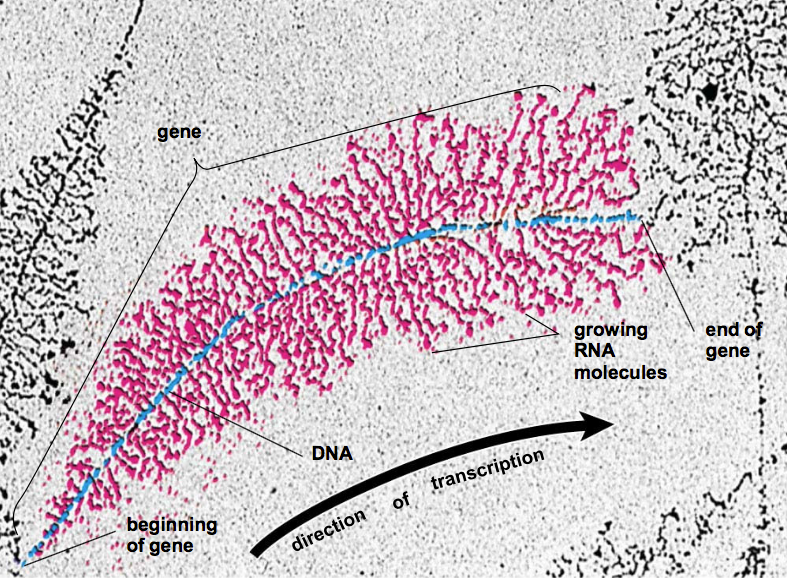 gene
growing
RNA
molecules
end of
gene
DNA
direction of transcription
beginning
of gene